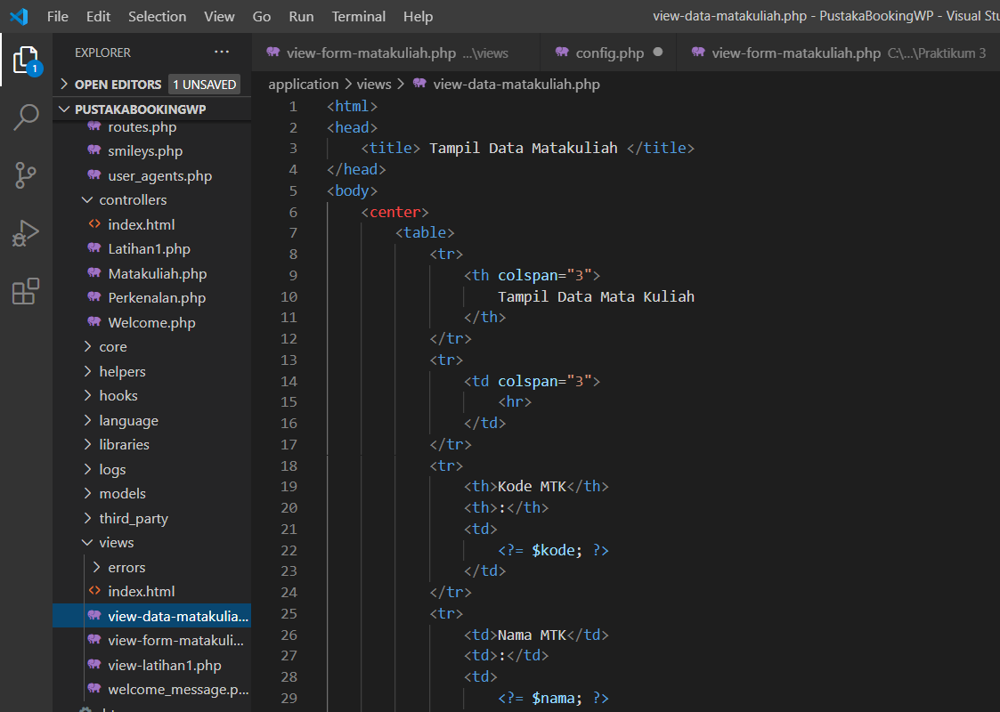 File Edit Selection View Go Run Terminal Help view-data-matakuliah.php - PustakaBookingWP - Visual Stu
EXPLORER ...
view-form-matakuliah.php ...\views config.php view-form-matakuliah.php C:\...\Praktikum 3
1
OPEN EDITORS 1 UNSAVED
PUSTAKABOOKINGWP
routes.php
smileys.php
user_agents.php
controllers
index.html
Latihan1.php
Matakuliah.php
Perkenalan.php
Welcome.php
core
helpers
hooks
language
libraries
logs
models
third_party
views
errors
index.html
view-data-matakulia...
view-form-matakuli...
view-latihan1.php
welcome_message.p...
application > views > view-data-matakuliah.php
1 <html>
2 <head>
3 <title> Tampil Data Matakuliah </title>
4 </head>
5 <body>
6 <center>
7 <table>
8 <tr>
9 <th colspan="3">
10 Tampil Data Mata Kuliah
11 </th>
12 </tr>
13 <tr>
14 <td colspan="3">
15 <hr>
16 </td>
17 </tr>
18 <tr>
19 <th>Kode MTK</th>
20 <th>:</th>
21 <td>
22 <?= $kode; ?>
23 </td>
24 </tr>
25 <tr>
26 <td>Nama MTK</td>
27 <td>:</td>
28 <td>
29 <?= $nama; ?>